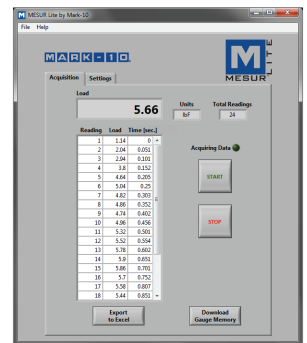 MESUR Lite by Mark-10
File Help
MARK-10
M
METER
MESUR
Acquisition Settings
Load
5.66
Units
lbF
Total Readings
24
Reading Load Time [sec.]
1 1.14 0
2 2.04 0.051
3 2.94 0.101
4 3.8 0.152
5 4.64 0.205
6 5.04 0.25
7 4.82 0.303
8 4.86 0.352
9 4.74 0.402
10 4.96 0.456
11 5.32 0.501
12 5.52 0.554
13 5.78 0.602
14 5.9 0.651
15 5.86 0.701
16 5.7 0.752
17 5.58 0.807
18 5.44 0.851
Acquiring Data
START
STOP
Export
to Excel
Download
Gauge Memory